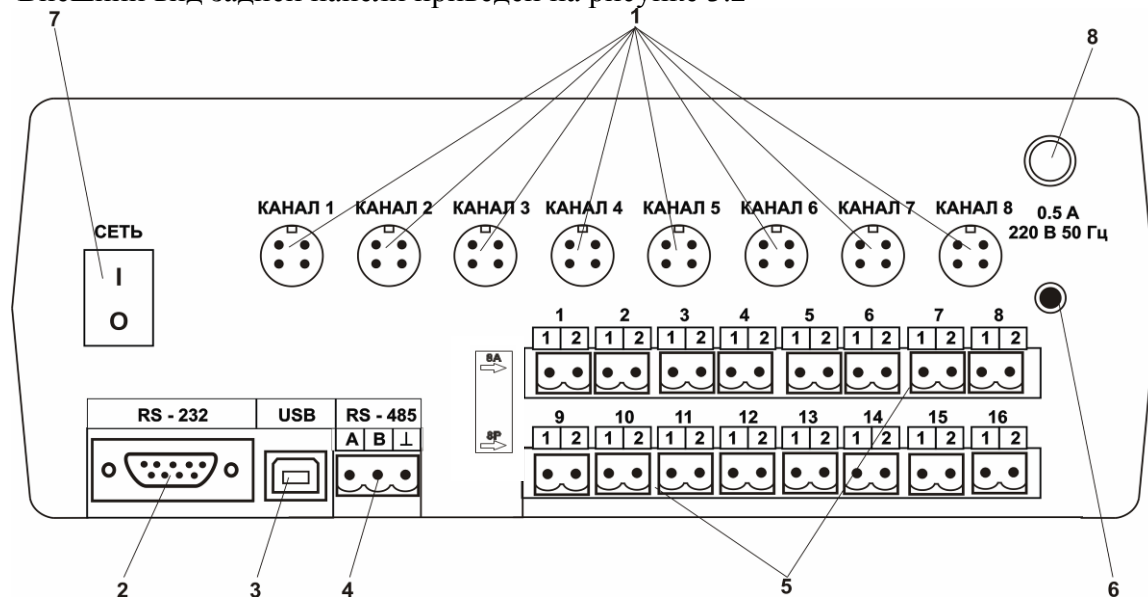 Внешний вид задней панели приведен на рисунке 3.2
7
1
8
КАНАЛ 1 КАНАЛ 2 КАНАЛ 3 КАНАЛ 4 КАНАЛ 5 КАНАЛ 6 КАНАЛ 7 КАНАЛ 8
0.5 А
220 В 50 Гц
СЕТЬ
I
O
1 2 3 4 5 6 7 8
1 2 1 2 1 2 1 2 1 2 1 2 1 2 1 2
8А
RS - 232 USB RS - 485
A B ⊥
8Р
9 10 11 12 13 14 15 16
1 2 1 2 1 2 1 2 1 2 1 2 1 2 1 2
2 3 4 5 6